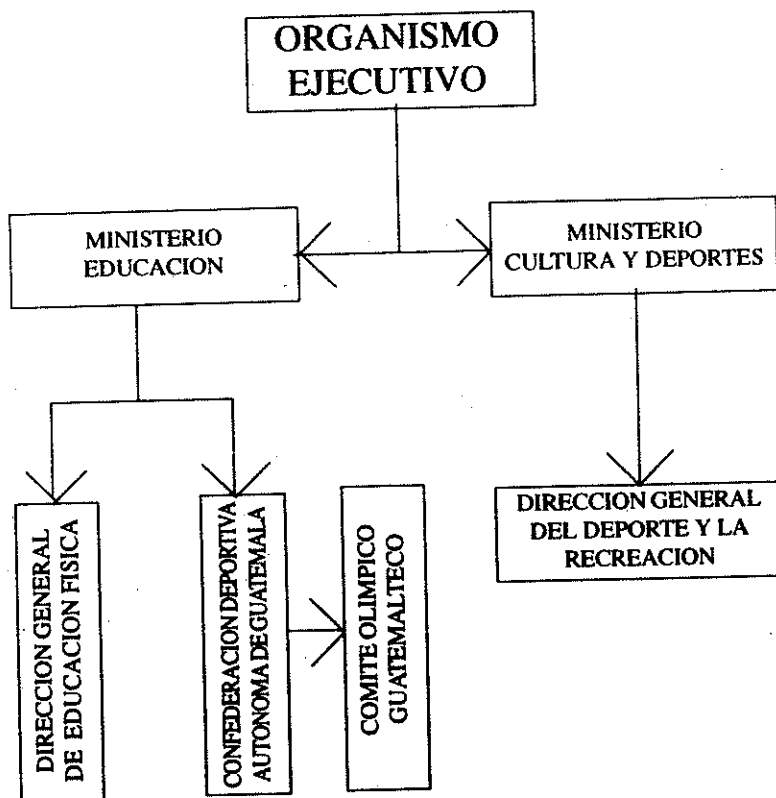 ORGANISMO
EJECUTIVO
MINISTERIO
EDUCACION
MINISTERIO
CULTURA Y DEPORTES
DIRECCION GENERAL
DE EDUCACION FISICA
CONFEDERACION DEPORTIVA
AUTONOMA DE GUATEMALA
COMITE OLIMPICO
GUATEMALTECO
DIRECCION GENERAL
DEL DEPORTE Y LA
RECREACION